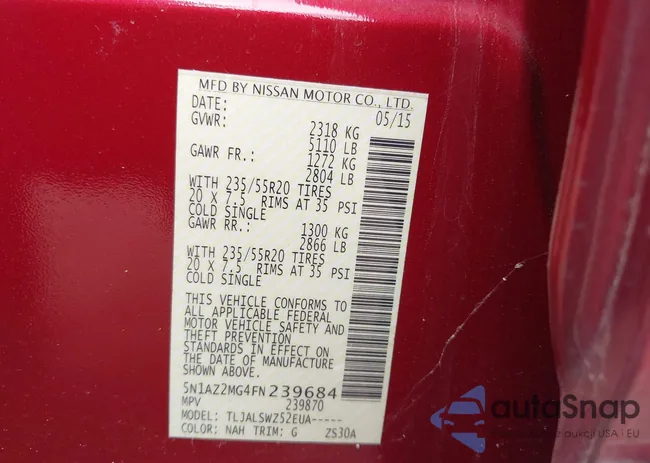 MFD BY NISSAN MOTOR CO., LTD.
DATE: 05/15
GVWR: 2318 KG
5110 LB
GAWR FR.: 1272 KG
2804 LB
WITH 235/55R20 TIRES
20 X 7.5 RIMS AT 35 PSI
COLD SINGLE
GAWR RR.: 1300 KG
2866 LB
WITH 235/55R20 TIRES
20 X 7.5 RIMS AT 35 PSI
COLD SINGLE
THIS VEHICLE CONFORMS TO
ALL APPLICABLE FEDERAL
MOTOR VEHICLE SAFETY AND
THEFT PREVENTION
STANDARDS IN EFFECT ON
THE DATE OF MANUFACTURE
SHOWN ABOVE.
5N1AZ2MG4FN239684
MPV 239870
MODEL: TLJALSWZ52EUA-----
COLOR: NAH TRIM: G ZS30A
autoSnap
Bezpieczne aukcje USA i EU